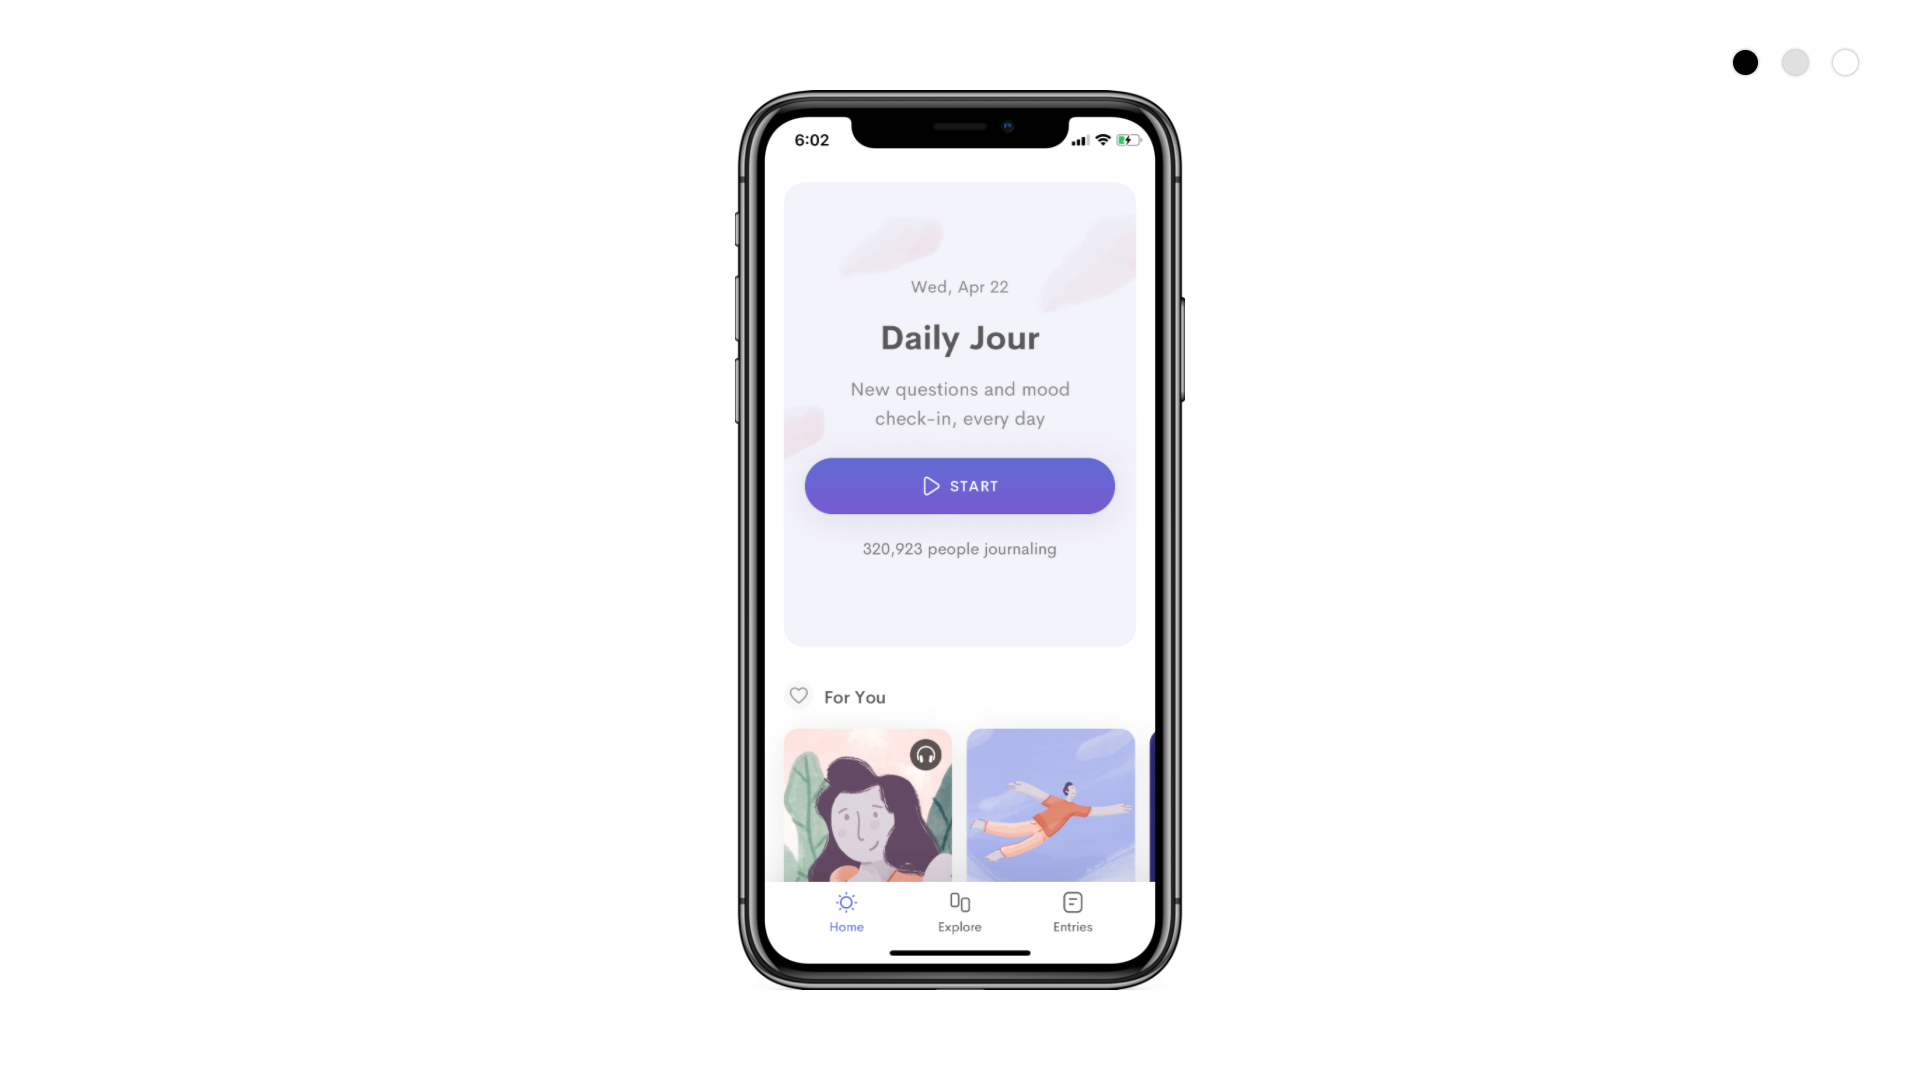 6:02
Wed, Apr 22
Daily Jour
New questions and mood
check-in, every day
START
320,923 people journaling
For You
Home
Explore
Entries